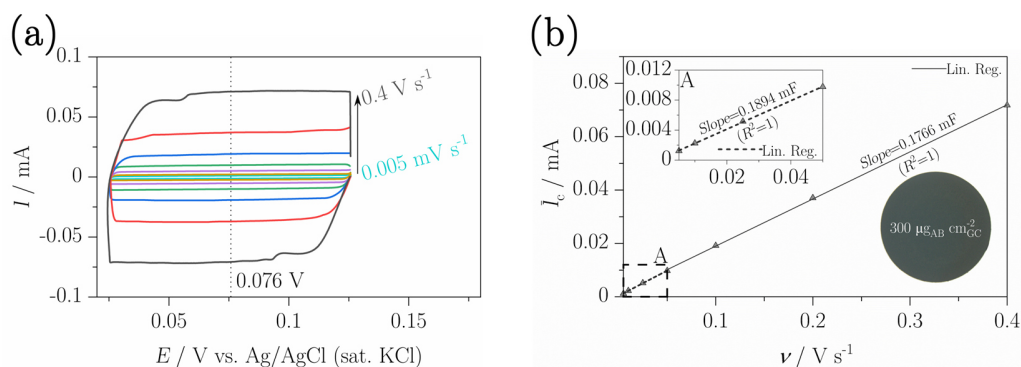 (a)
0.1
0.05
0
-0.05
-0.1
I / mA
0.4 V s⁻¹
0.005 mV s⁻¹
0.076 V
0.05
0.1
0.15
E / V vs. Ag/AgCl (sat. KCl)
(b)
0.08
0.06
0.04
0.02
0
Īc / mA
A
0.012
0.008
0.004
0
0.02
0.04
Slope=0.1894 mF
(R²=1)
Lin. Reg.
Lin. Reg.
Slope=0.1766 mF
(R²=1)
300 μgAB cm⁻²GC
A
0.1
0.2
0.3
0.4
ν / V s⁻¹